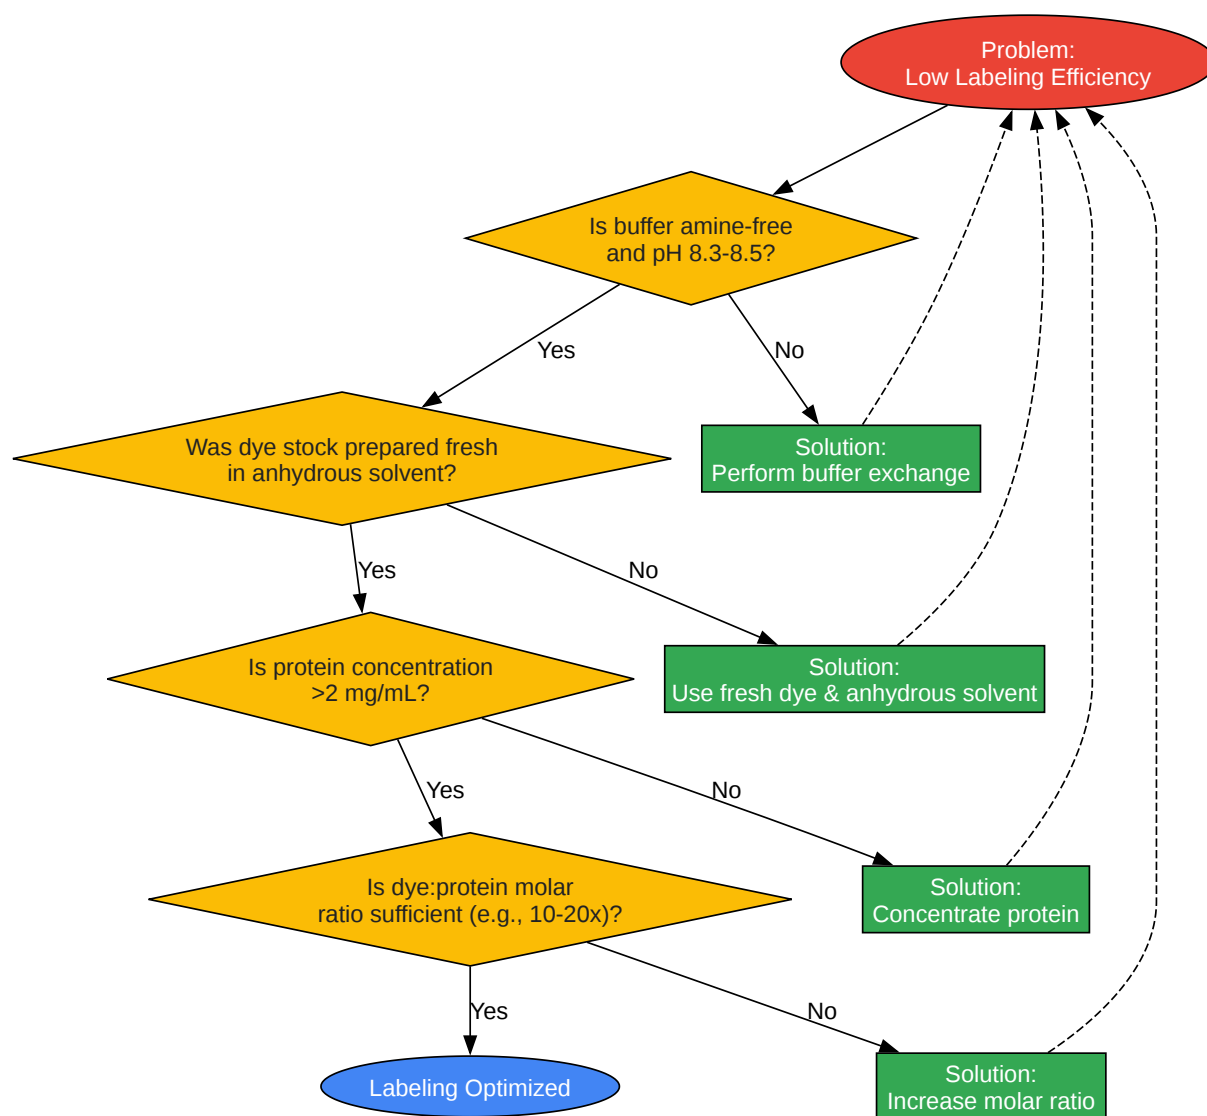 Problem:
Low Labeling Efficiency
Is buffer amine-free
and pH 8.3-8.5?
Yes
No
Was dye stock prepared fresh
in anhydrous solvent?
Solution:
Perform buffer exchange
Yes
No
Is protein concentration
>2 mg/mL?
Solution:
Use fresh dye & anhydrous solvent
Yes
No
Is dye:protein molar
ratio sufficient (e.g., 10-20x)?
Solution:
Concentrate protein
Yes
No
Labeling Optimized
Solution:
Increase molar ratio